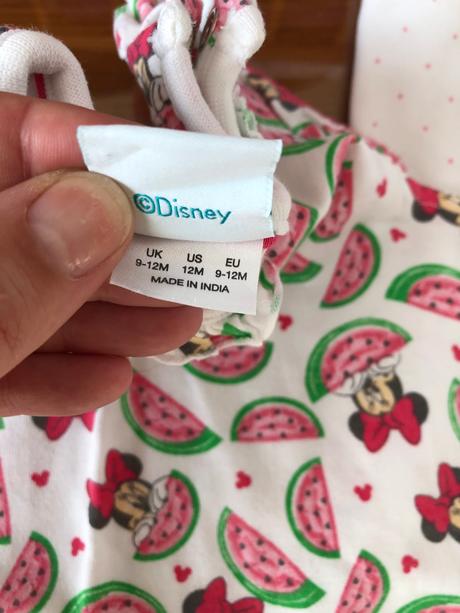 ©Disney
UK US EU
9-12M 12M 9-12M
MADE IN INDIA